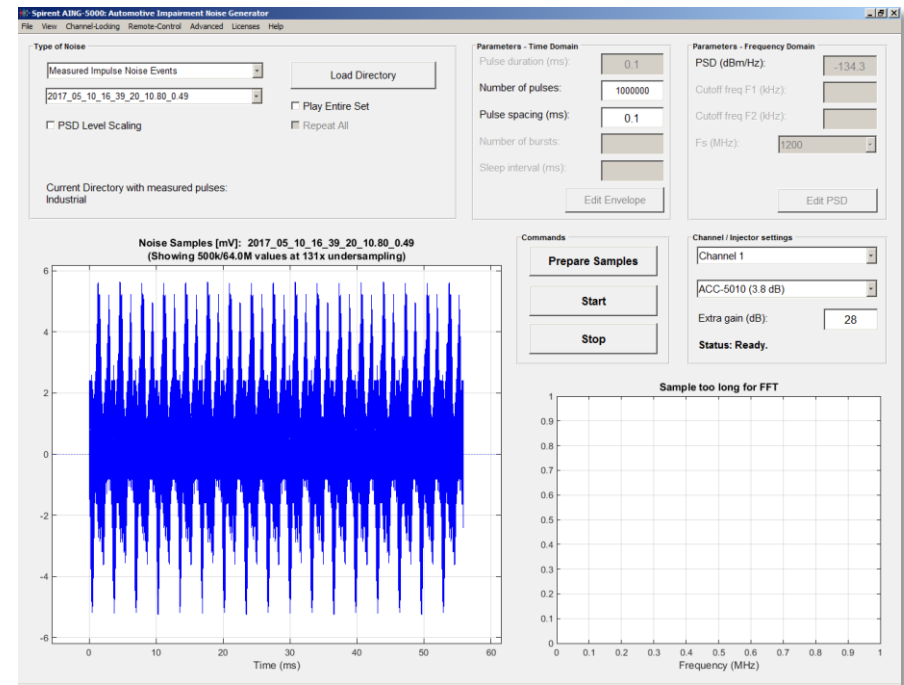 Spirent AING-5000: Automotive Impairment Noise Generator
File View Channel-Locking Remote-Control Advanced Licenses Help
Type of Noise
Measured Impulse Noise Events
Load Directory
2017_05_10_16_39_20_10.80_0.49
Play Entire Set
PSD Level Scaling
Repeat All
Current Directory with measured pulses:
Industrial
Parameters - Time Domain
Pulse duration (ms): 0.1
Number of pulses: 1000000
Pulse spacing (ms): 0.1
Number of bursts:
Sleep interval (ms):
Edit Envelope
Parameters - Frequency Domain
PSD (dBm/Hz): -134.3
Cutoff freq F1 (kHz):
Cutoff freq F2 (kHz):
Fs (MHz): 1200
Edit PSD
Noise Samples [mV]: 2017_05_10_16_39_20_10.80_0.49
(Showing 500k/64.0M values at 131x undersampling)
6
4
2
0
-2
-4
-6
0 10 20 30 40 50 60
Time (ms)
Commands
Prepare Samples
Start
Stop
Channel / Injector settings
Channel 1
ACC-5010 (3.8 dB)
Extra gain (dB): 28
Status: Ready.
Sample too long for FFT
1
0.9
0.8
0.7
0.6
0.5
0.4
0.3
0.2
0.1
0
0 0.1 0.2 0.3 0.4 0.5 0.6 0.7 0.8 0.9 1
Frequency (MHz)